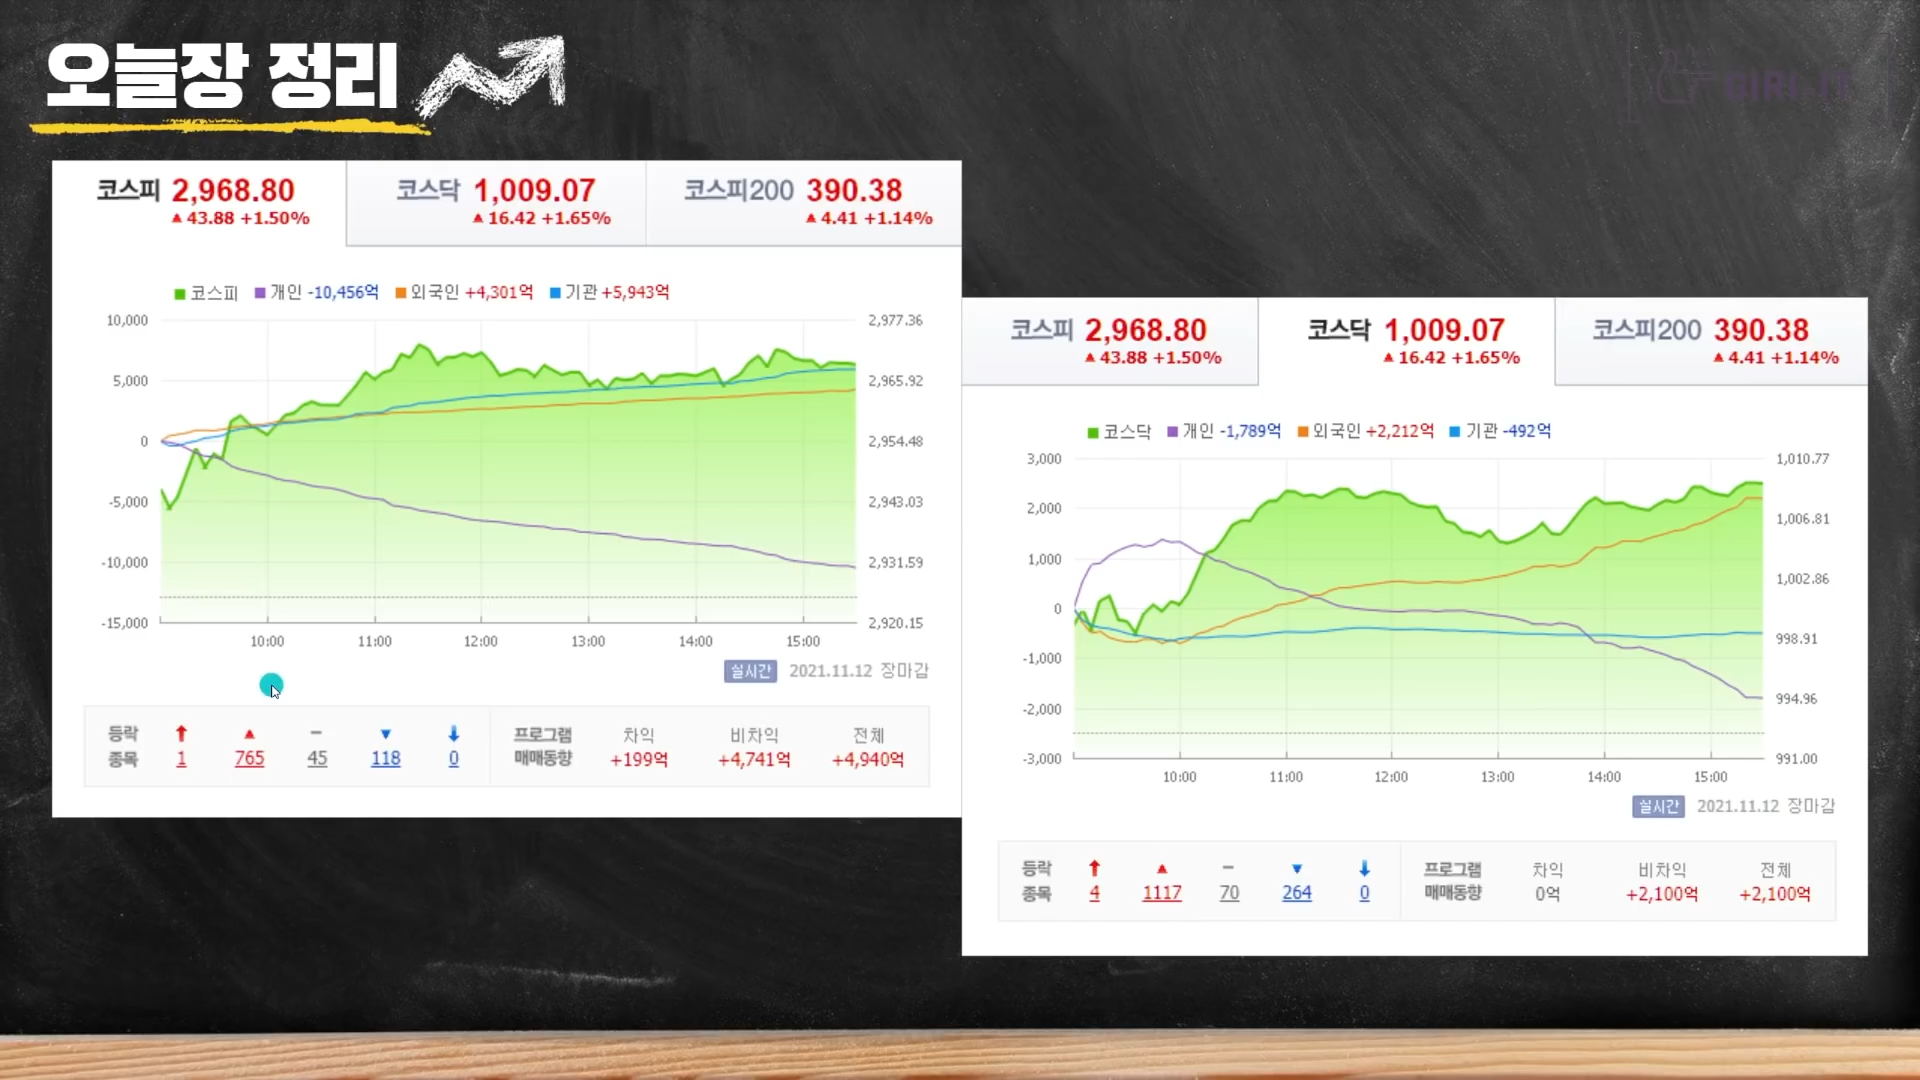 오늘장 정리
코스피 2,968.80
▲43.88 +1.50%
코스닥 1,009.07
▲16.42 +1.65%
코스피200 390.38
▲4.41 +1.14%
코스피 개인 -10,456억 외국인 +4,301억 기관 +5,943억
10,000
5,000
0
-5,000
-10,000
-15,000
2,977.36
2,965.92
2,954.48
2,943.03
2,931.59
2,920.15
10:00 11:00 12:00 13:00 14:00 15:00
실시간 2021.11.12 장마감
등락 ↑ ▲ - ▼ ↓
종목 1 765 45 118 0
프로그램 차익 비차익 전체
매매동향 +199억 +4,741억 +4,940억
코스피 2,968.80
▲43.88 +1.50%
코스닥 1,009.07
▲16.42 +1.65%
코스피200 390.38
▲4.41 +1.14%
코스닥 개인 -1,789억 외국인 +2,212억 기관 -492억
3,000
2,000
1,000
0
-1,000
-2,000
-3,000
1,010.77
1,006.81
1,002.86
998.91
994.96
991.00
10:00 11:00 12:00 13:00 14:00 15:00
실시간 2021.11.12 장마감
등락 ↑ ▲ - ▼ ↓
종목 4 1117 70 264 0
프로그램 차익 비차익 전체
매매동향 0억 +2,100억 +2,100억